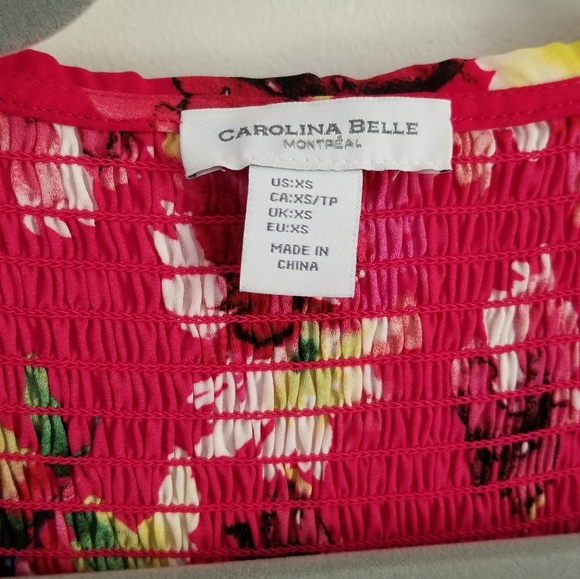 CAROLINA BELLE
MONTRÉAL
US:XS
CA:XS/TP
UK:XS
EU:XS
MADE IN
CHINA